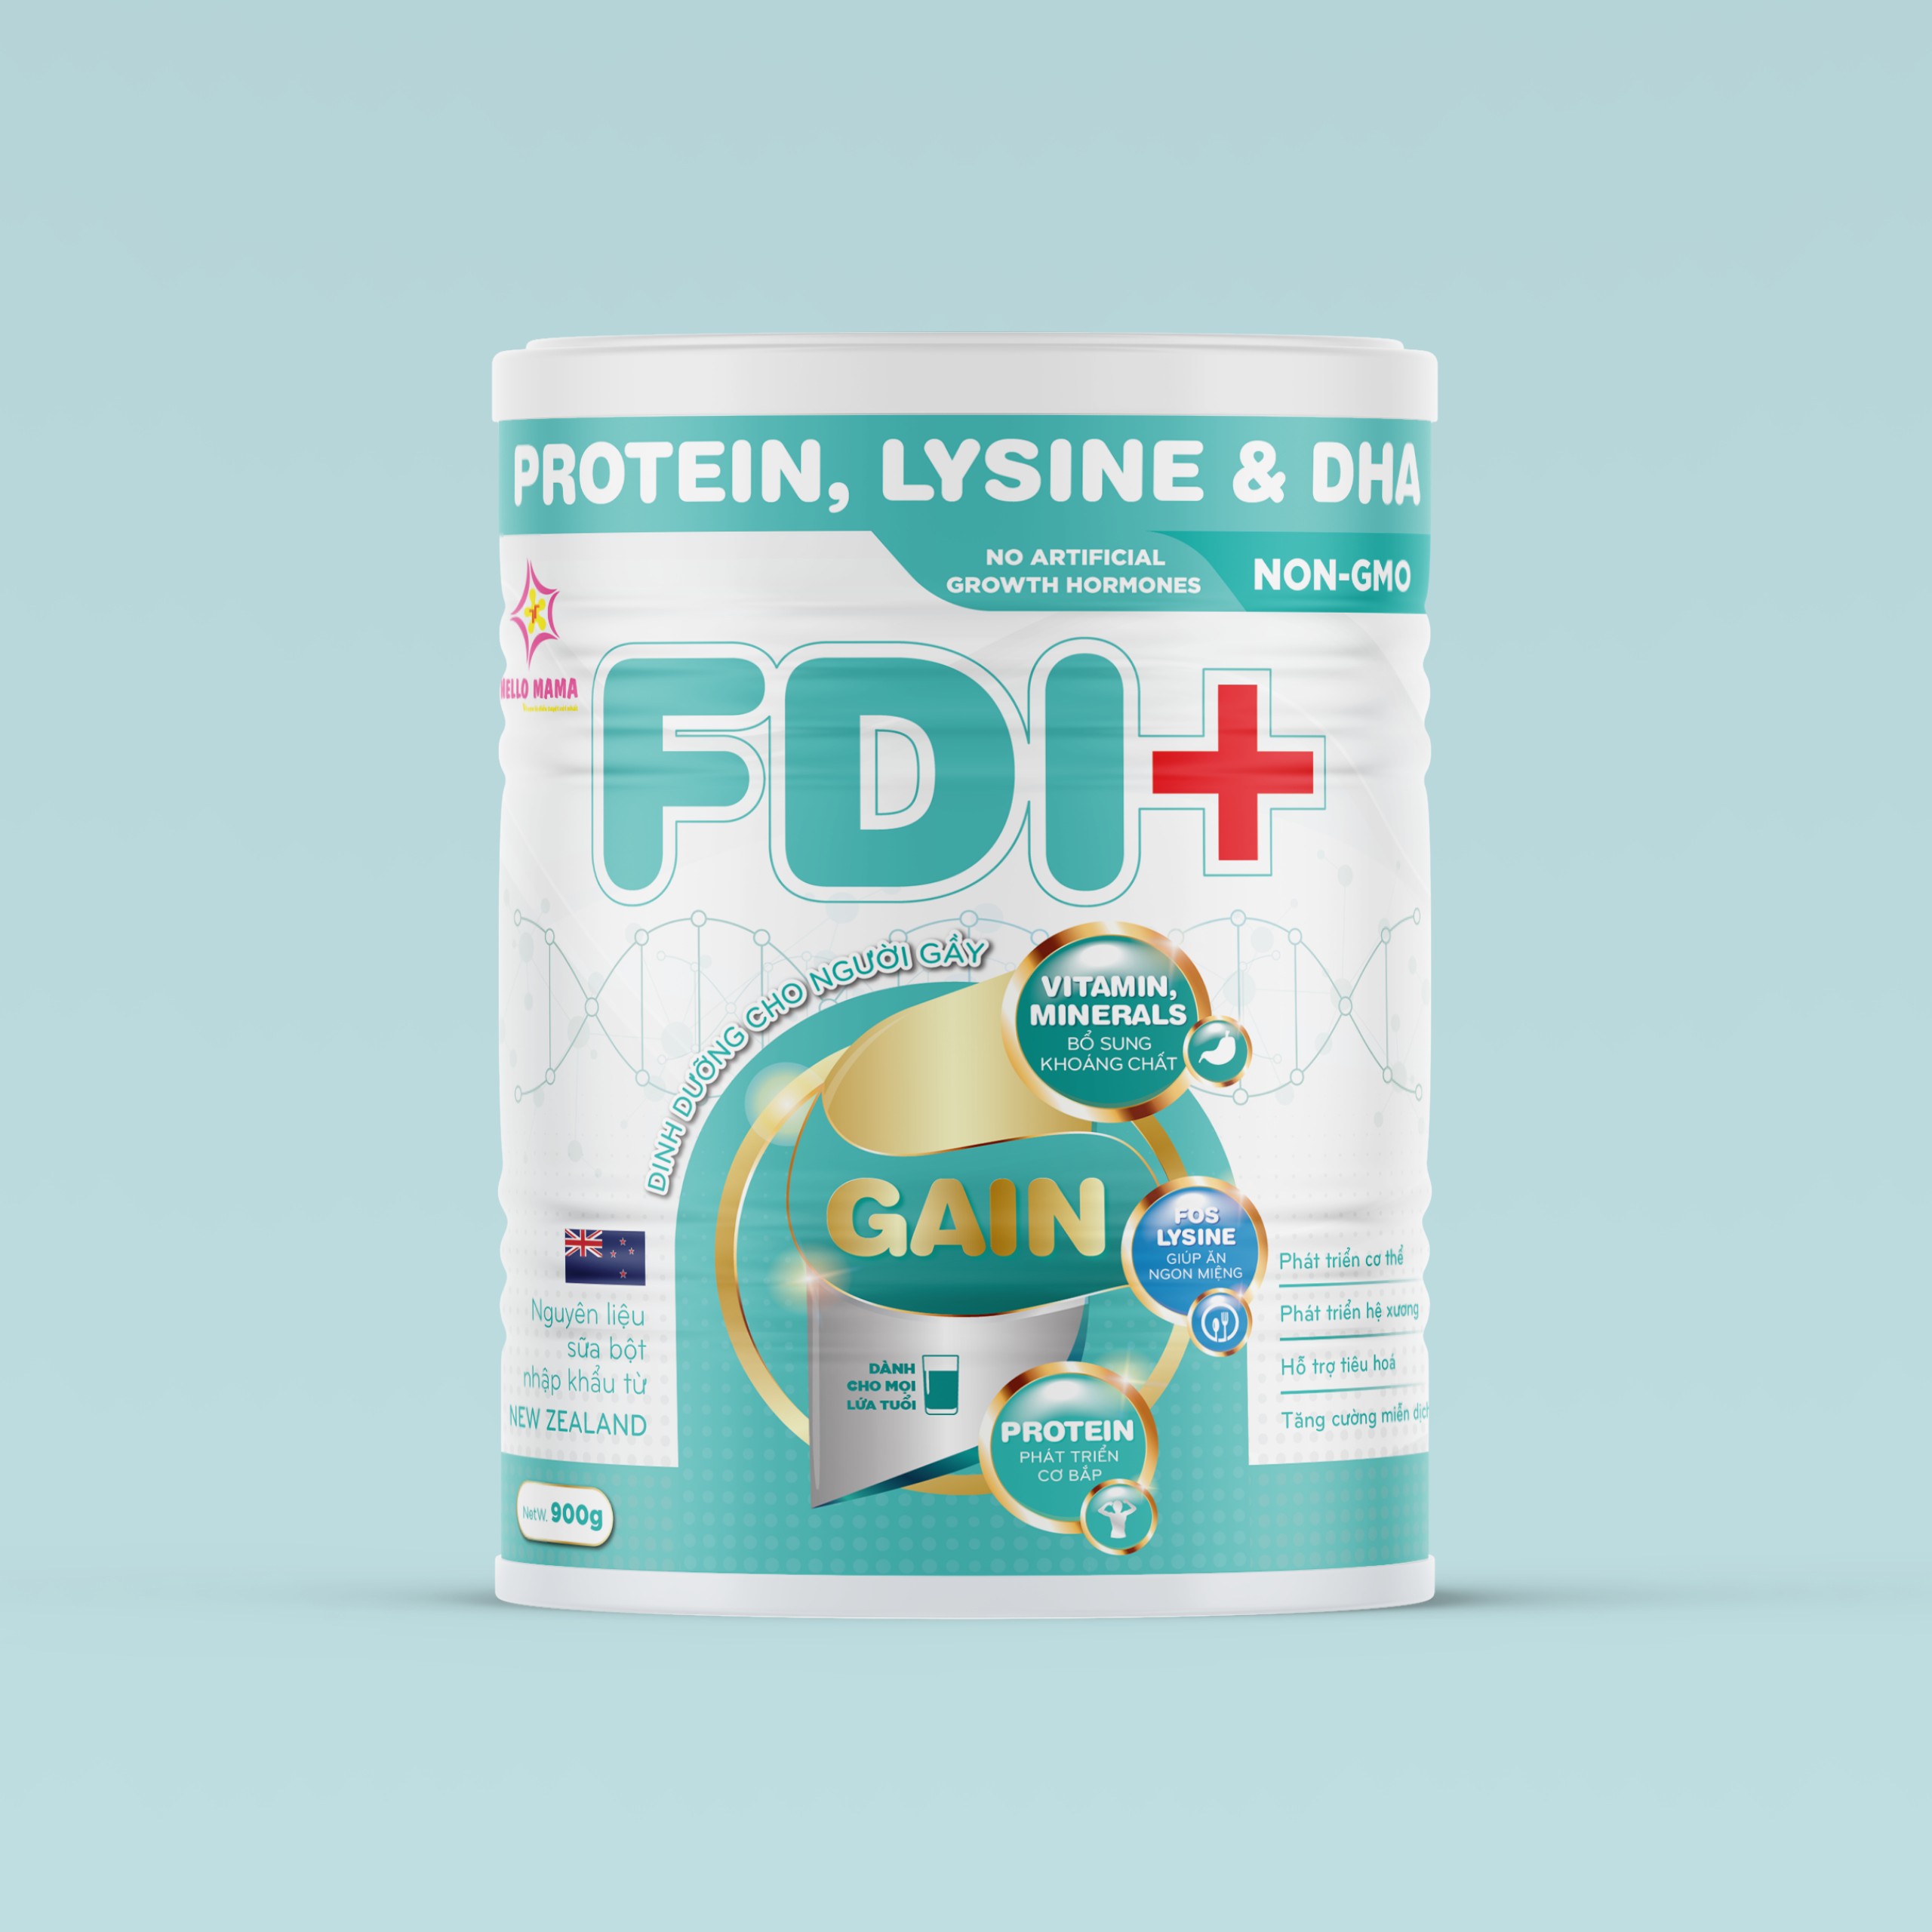 PROTEIN, LYSINE & DHA
NO ARTIFICIAL
GROWTH HORMONES
NON-GMO
HELLO MAMA
FDI+
DINH DƯỠNG CHO NGƯỜI GẦY
VITAMIN,
MINERALS
BỔ SUNG
KHOÁNG CHẤT
GAIN
FOS
LYSINE
GIÚP ĂN
NGON MIỆNG
Nguyên liệu
sữa bột
nhập khẩu từ
NEW ZEALAND
Phát triển cơ thể
Phát triển hệ xương
Hỗ trợ tiêu hoá
Tăng cường miễn dịch
DÀNH
CHO MỌI
LỨA TUỔI
PROTEIN
PHÁT TRIỂN
CƠ BẮP
NetW. 900g